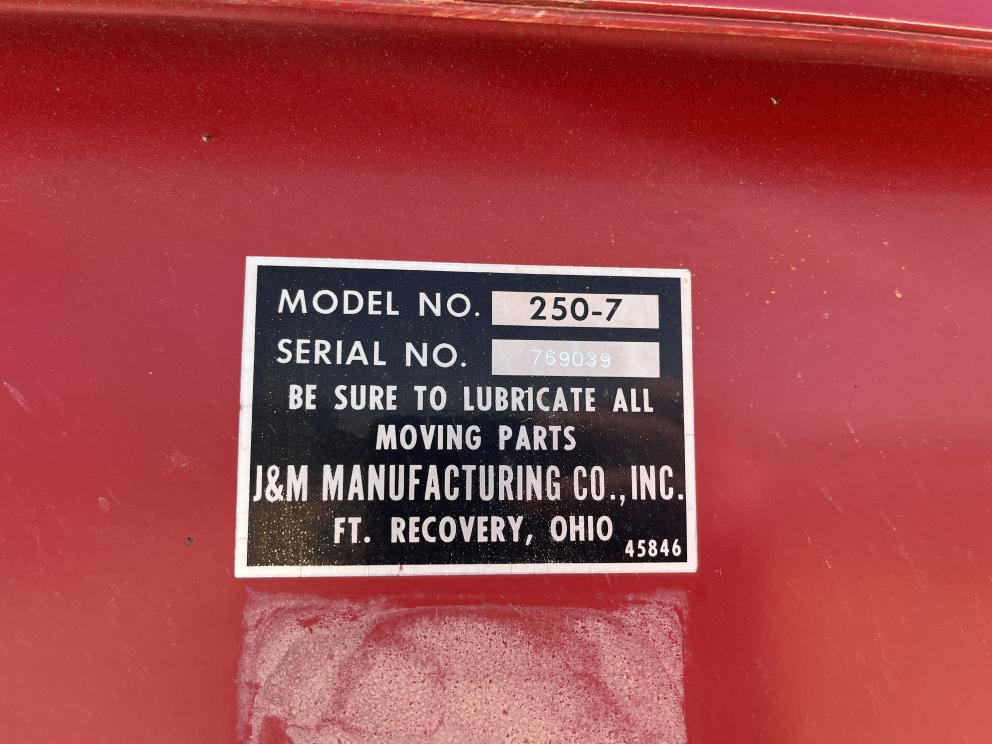 MODEL NO. 250-7
SERIAL NO. 769039
BE SURE TO LUBRICATE ALL
MOVING PARTS
J&M MANUFACTURING CO., INC.
FT. RECOVERY, OHIO
45846